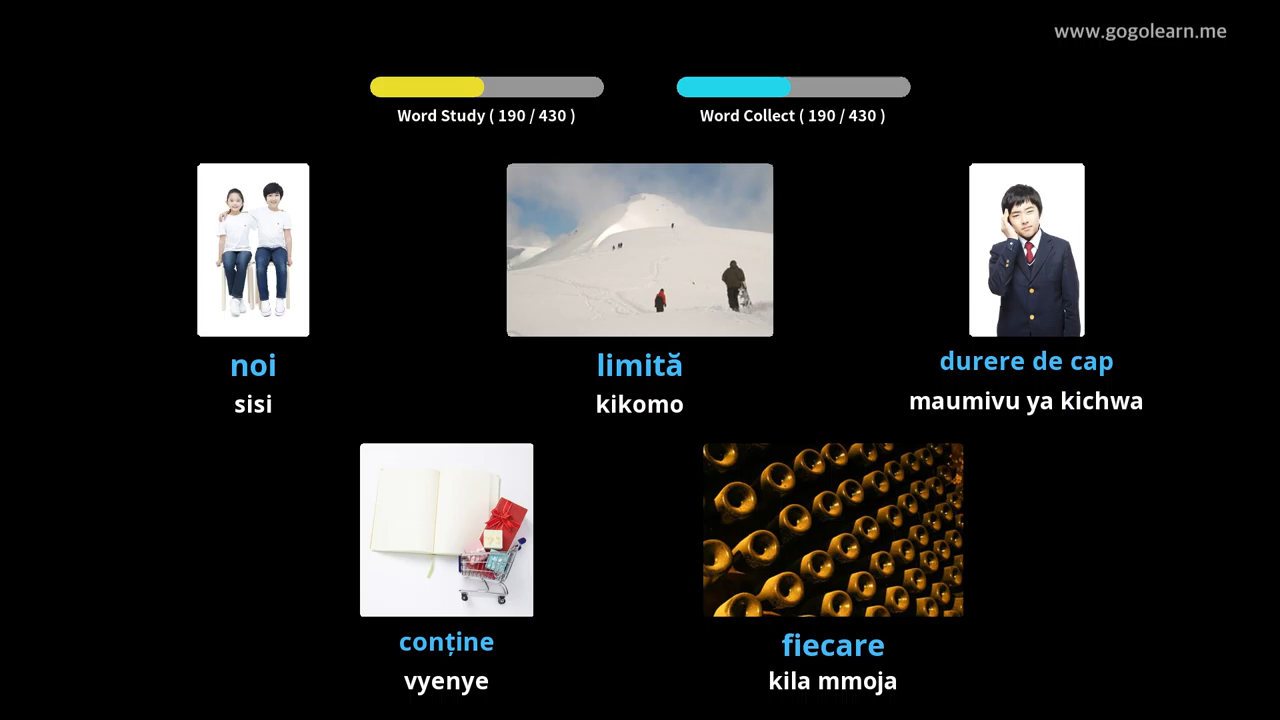 www.gogolearn.me
Word Study ( 190 / 430 )
Word Collect ( 190 / 430 )
noi
sisi
limită
kikomo
durere de cap
maumivu ya kichwa
conține
vyenye
fiecare
kila mmoja